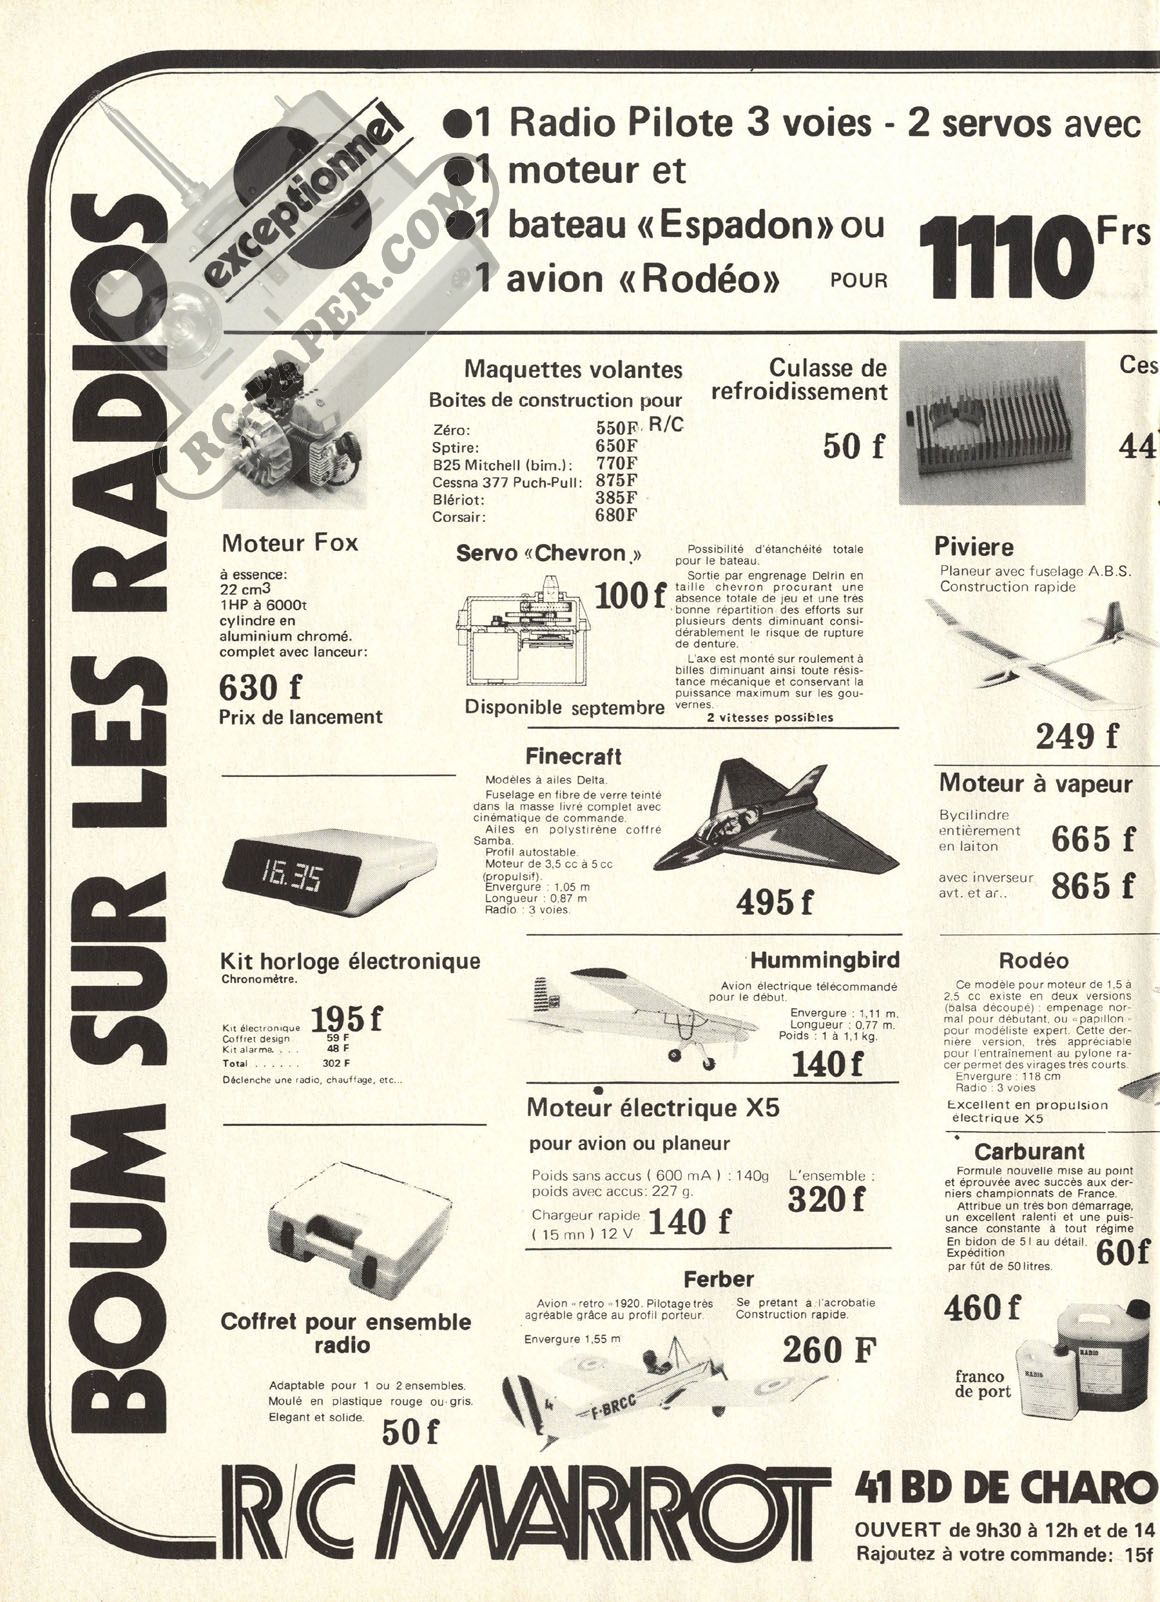 BOUM SUR LES RADIOS
exceptionnel
RC-PAPER.COM
●1 Radio Pilote 3 voies - 2 servos avec
●1 moteur et
●1 bateau «Espadon» ou
1 avion «Rodéo» POUR 1110 Frs
Maquettes volantes
Boites de construction pour
R/C
Zéro: 550F
Sptire: 650F
B25 Mitchell (bim.): 770F
Cessna 377 Puch-Pull: 875F
Blériot: 385F
Corsair: 680F
Culasse de
refroidissement
50 f
Ces
44
Moteur Fox
à essence:
22 cm3
1HP à 6000t
cylindre en
aluminium chromé.
complet avec lanceur:
630 f
Prix de lancement
Servo «Chevron»
100 f
Disponible septembre
Possibilité d'étanchéité totale
pour le bateau.
Sortie par engrenage Delrin en
taille chevron procurant une
absence totale de jeu et une très
bonne répartition des efforts sur
plusieurs dents diminuant consi-
dérablement le risque de rupture
de denture.
L'axe est monté sur roulement à
billes diminuant ainsi toute résis-
tance mécanique et conservant la
puissance maximum sur les gou-
vernes.
2 vitesses possibles
Piviere
Planeur avec fuselage A.B.S.
Construction rapide
249 f
Finecraft
Modèles à ailes Delta.
Fuselage en fibre de verre teinté
dans la masse livré complet avec
cinématique de commande.
Ailes en polystirène coffré
Samba.
Profil autostable.
Moteur de 3,5 cc à 5 cc
(propulsif).
Envergure : 1,05 m
Longueur : 0,87 m
Radio : 3 voies.
495 f
Moteur à vapeur
Bycilindre
entièrement
en laiton
665 f
avec inverseur
avt. et ar..
865 f
16.35
Kit horloge électronique
Chronomètre.
Kit électronique 195 f
Coffret design 59 F
Kit alarme. . . . 48 F
Total . . . . . . 302 F
Déclenche une radio, chauffage, etc...
Hummingbird
Avion électrique télécommandé
pour le début.
Envergure : 1,11 m.
Longueur : 0,77 m.
Poids : 1 à 1,1 kg.
140 f
Rodéo
Ce modèle pour moteur de 1,5 à
2,5 cc existe en deux versions
(balsa découpé) : empenage nor-
mal pour débutant, ou «papillon»
pour modéliste expert. Cette der-
nière version, très appréciable
pour l'entraînement au pylone ra-
cer permet des virages très courts.
Envergure : 118 cm
Radio : 3 voies
Excellent en propulsion
électrique X5
Moteur électrique X5
pour avion ou planeur
Poids sans accus ( 600 mA ) : 140g
poids avec accus: 227 g.
L'ensemble :
320 f
Chargeur rapide
( 15 mn ) 12 V
140 f
Carburant
Formule nouvelle mise au point
et éprouvée avec succès aux der-
niers championnats de France.
Attribue un très bon démarrage,
un excellent ralenti et une puis-
sance constante à tout régime
En bidon de 5 l au détail. 60 f
Expédition
par fût de 50 litres.
460 f
franco
de port
RADIO
RADIO
Coffret pour ensemble
radio
Adaptable pour 1 ou 2 ensembles.
Moulé en plastique rouge ou gris.
Elegant et solide.
50 f
Ferber
Avion «retro» 1920. Pilotage très
agréable grâce au profil porteur.
Se pretant à l'acrobatie
Construction rapide.
Envergure 1,55 m
260 F
4
F-BRCC
R/C MARROT
41 BD DE CHARO
OUVERT de 9h30 à 12h et de 14
Rajoutez à votre commande: 15f